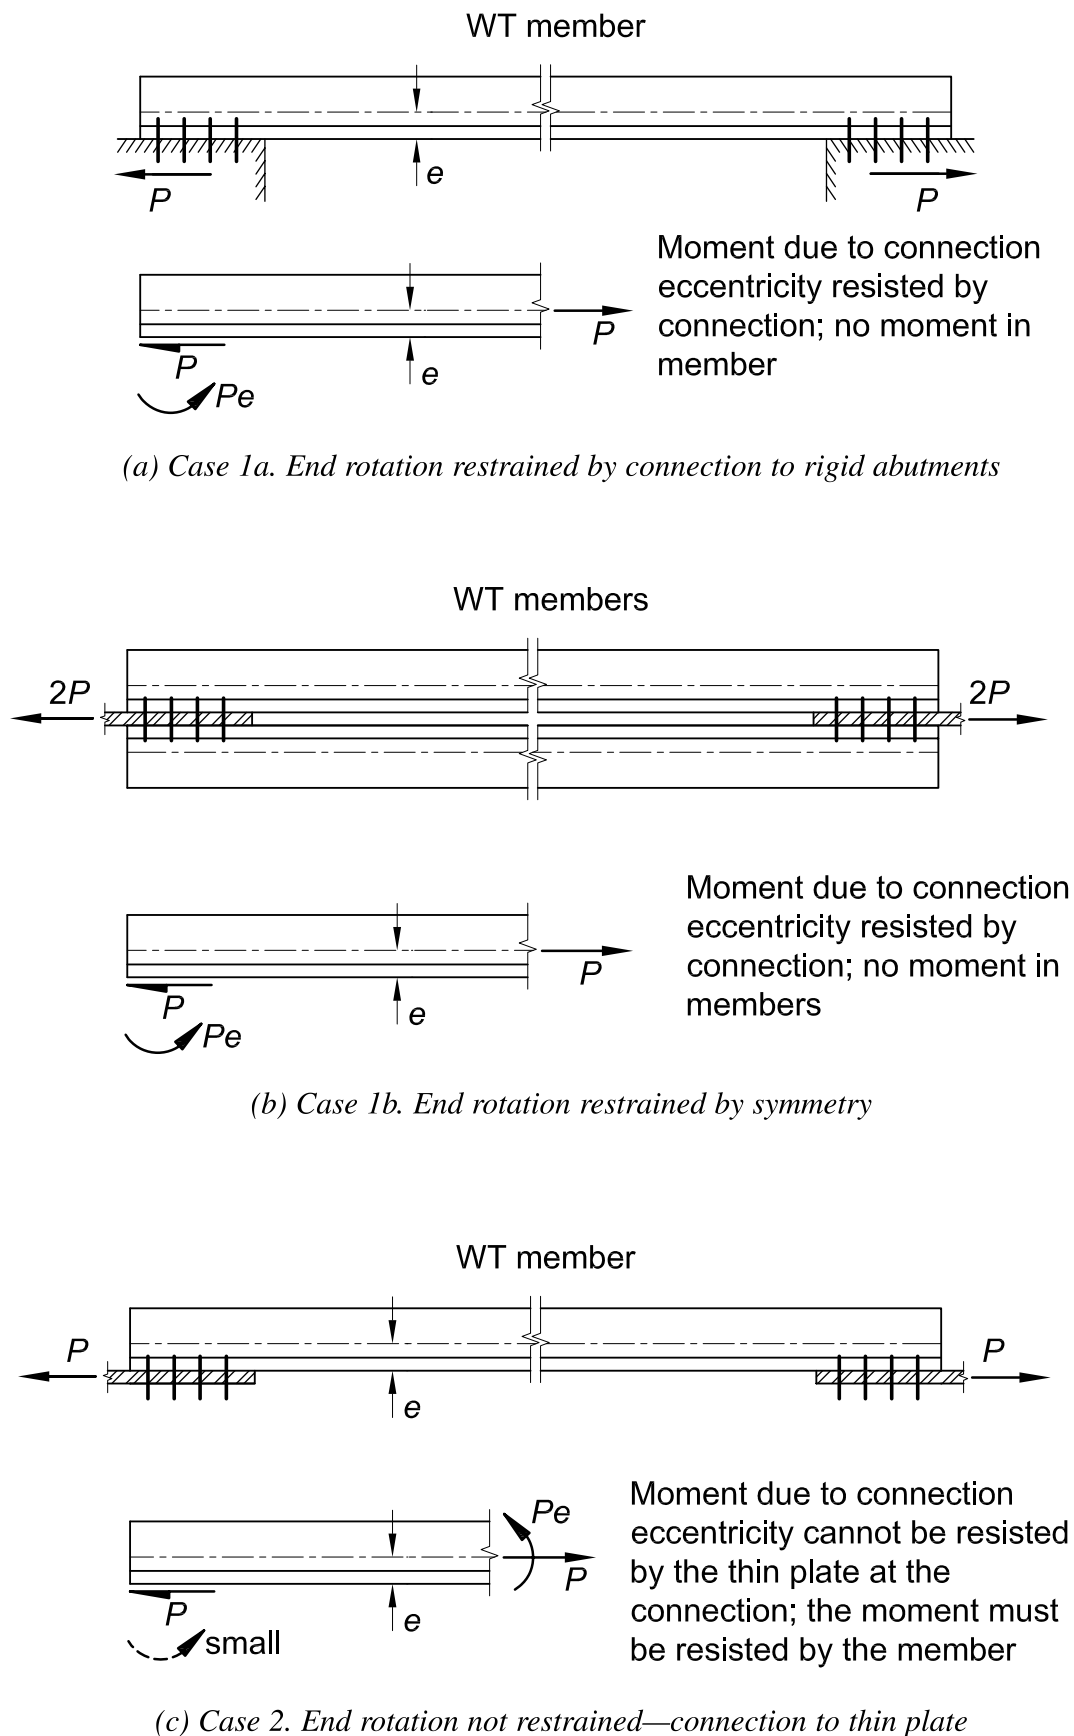 WT member
e
P
P
Moment due to connection
eccentricity resisted by
connection; no moment in
member
P
P
e
Pe
(a) Case 1a. End rotation restrained by connection to rigid abutments
WT members
2P
2P
Moment due to connection
eccentricity resisted by
connection; no moment in
members
P
P
e
Pe
(b) Case 1b. End rotation restrained by symmetry
WT member
P
P
e
Moment due to connection
eccentricity cannot be resisted
by the thin plate at the
connection; the moment must
be resisted by the member
Pe
P
P
e
small
(c) Case 2. End rotation not restrained—connection to thin plate